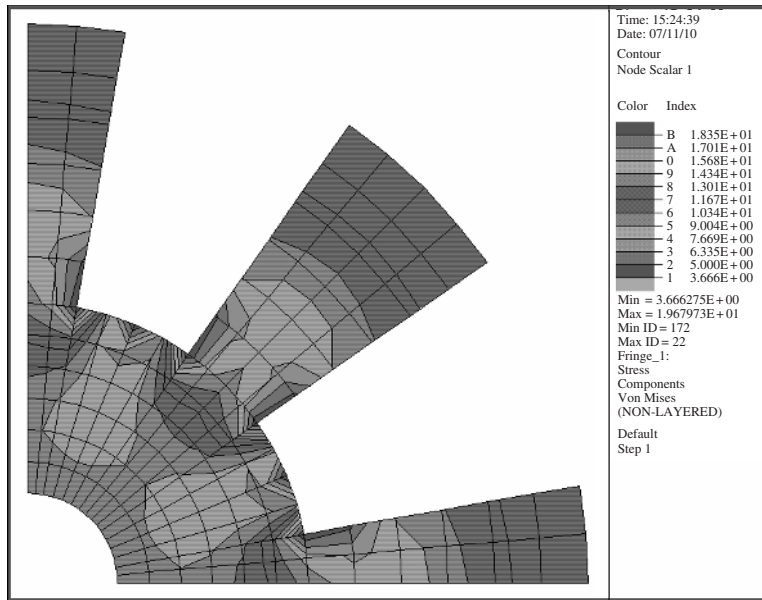 Time: 15:24:39
Date: 07/11/10
Contour
Node Scalar 1
Color Index
B 1.835E+01
A 1.701E+01
0 1.568E+01
9 1.434E+01
8 1.301E+01
7 1.167E+01
6 1.034E+01
5 9.004E+00
4 7.669E+00
3 6.335E+00
2 5.000E+00
1 3.666E+00
Min = 3.666275E+00
Max = 1.967973E+01
Min ID = 172
Max ID = 22
Fringe_1:
Stress
Components
Von Mises
(NON-LAYERED)
Default
Step 1